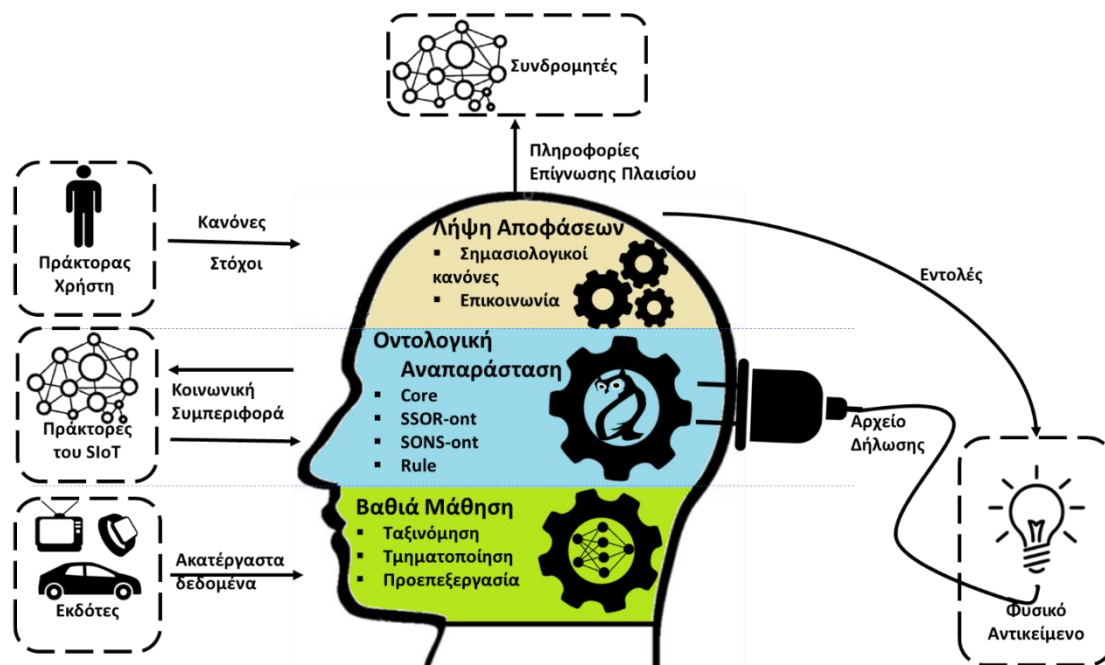 Συνδρομητές
Πληροφορίες
Επίγνωσης Πλαισίου
Πράκτορας
Χρήστη
Κανόνες
Στόχοι
Λήψη Αποφάσεων
▪ Σημασιολογικοί
κανόνες
▪ Επικοινωνία
Εντολές
Πράκτορες
του SIoT
Κοινωνική
Συμπεριφορά
Οντολογική
Αναπαράσταση
▪ Core
▪ SSOR-ont
▪ SONS-ont
▪ Rule
Αρχείο
Δήλωσης
Εκδότες
Ακατέργαστα
δεδομένα
Βαθιά Μάθηση
▪ Ταξινόμηση
▪ Τμηματοποίηση
▪ Προεπεξεργασία
Φυσικό
Αντικείμενο